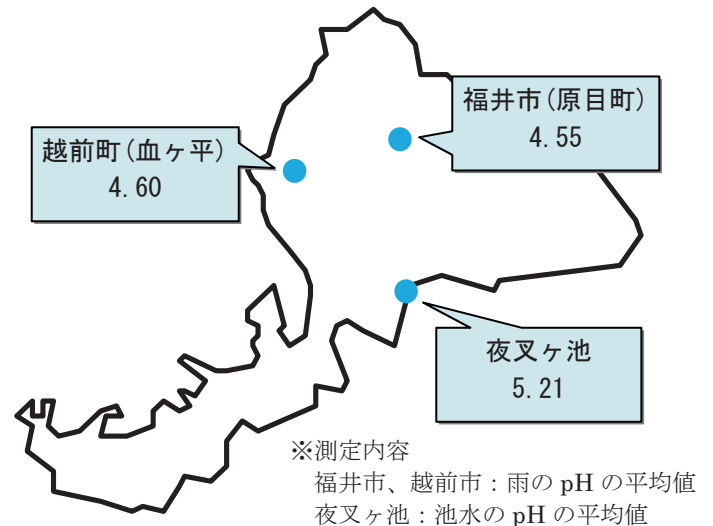 福井市(原目町)
4.55
越前町(血ヶ平)
4.60
夜叉ヶ池
5.21
※測定内容
福井市、越前市：雨の pH の平均値
夜叉ヶ池：池水の pH の平均値